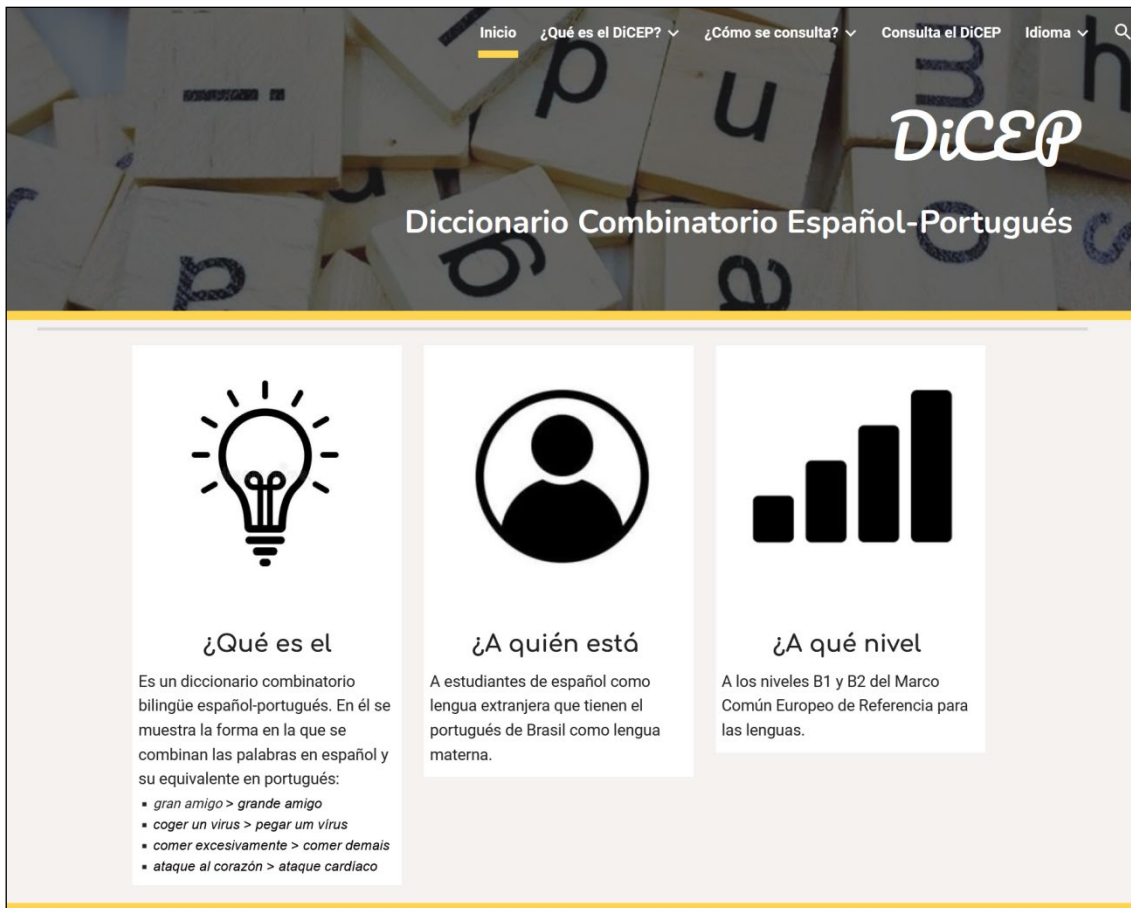 Inicio ¿Qué es el DiCEP? ¿Cómo se consulta? Consulta el DiCEP Idioma
DiCEP
Diccionario Combinatorio Español-Portugués
¿Qué es el
Es un diccionario combinatorio
bilingüe español-portugués. En él se
muestra la forma en la que se
combinan las palabras en español y
su equivalente en portugués:
▪ gran amigo > grande amigo
▪ coger un virus > pegar um vírus
▪ comer excesivamente > comer demais
▪ ataque al corazón > ataque cardíaco
¿A quién está
A estudiantes de español como
lengua extranjera que tienen el
portugués de Brasil como lengua
materna.
¿A qué nivel
A los niveles B1 y B2 del Marco
Común Europeo de Referencia para
las lenguas.